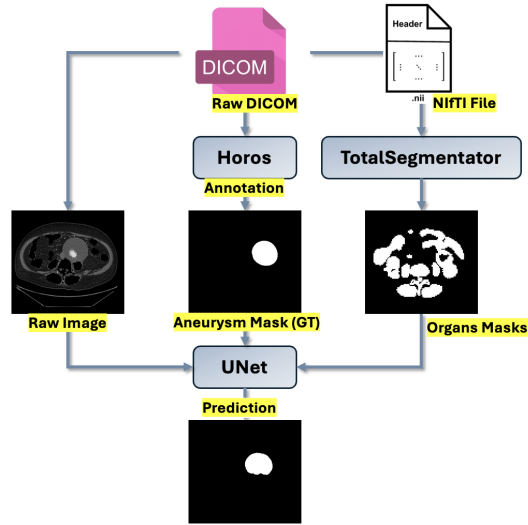 Header
DICOM
.nii
Raw DICOM
NIfTI File
Horos
TotalSegmentator
Annotation
Raw Image
Aneurysm Mask (GT)
Organs Masks
UNet
Prediction